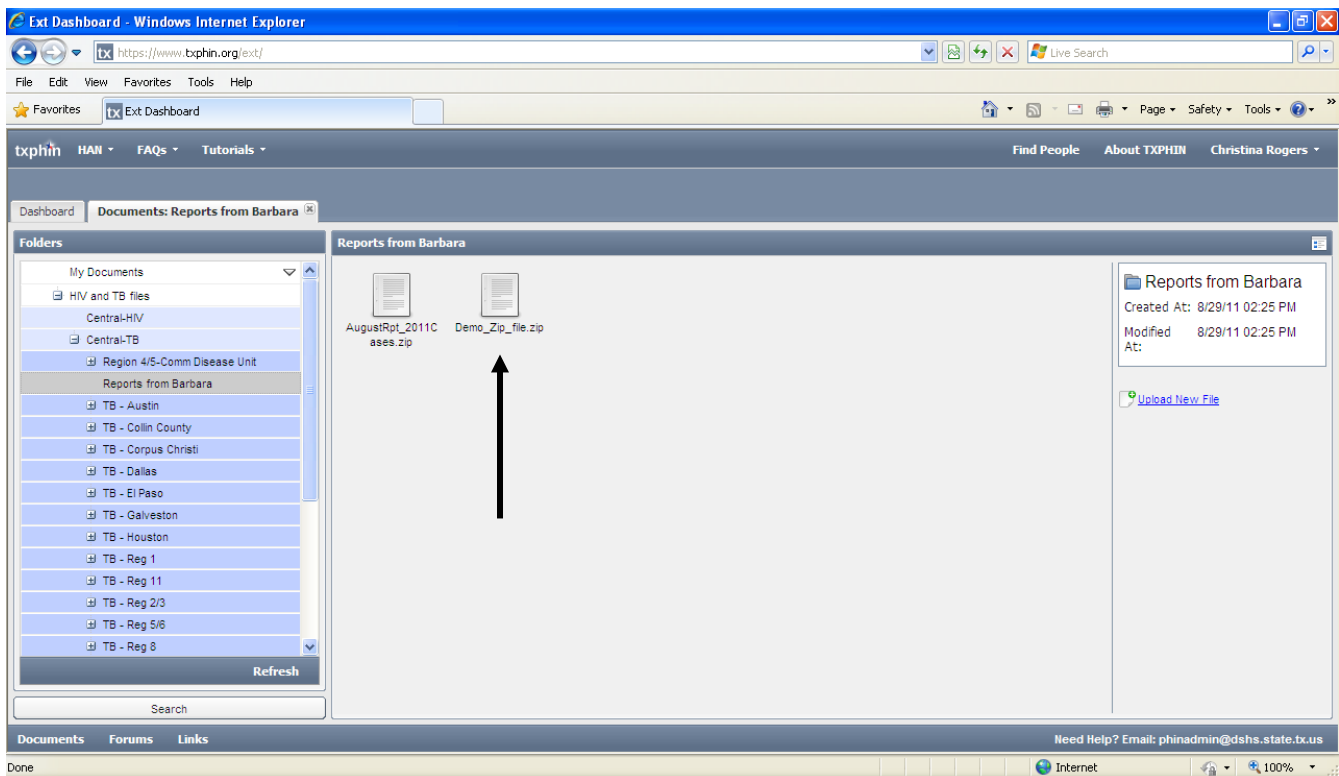 Ext Dashboard - Windows Internet Explorer
https://www.txphin.org/ext/
Live Search
File Edit View Favorites Tools Help
Favorites tx Ext Dashboard
Page Safety Tools »
txphin HAN FAQs Tutorials Find People About TXPHIN Christina Rogers
Dashboard Documents: Reports from Barbara
Folders
My Documents
HIV and TB files
Central-HIV
Central-TB
Region 4/5-Comm Disease Unit
Reports from Barbara
TB - Austin
TB - Collin County
TB - Corpus Christi
TB - Dallas
TB - El Paso
TB - Galveston
TB - Houston
TB - Reg 1
TB - Reg 11
TB - Reg 2/3
TB - Reg 5/6
TB - Reg 8
Refresh
Search
Reports from Barbara
AugustRpt_2011C
ases.zip
Demo_Zip_file.zip
Reports from Barbara
Created At: 8/29/11 02:25 PM
Modified 8/29/11 02:25 PM
At:
Upload New File
Documents Forums Links Need Help? Email: phinadmin@dshs.state.tx.us
Done Internet 100%